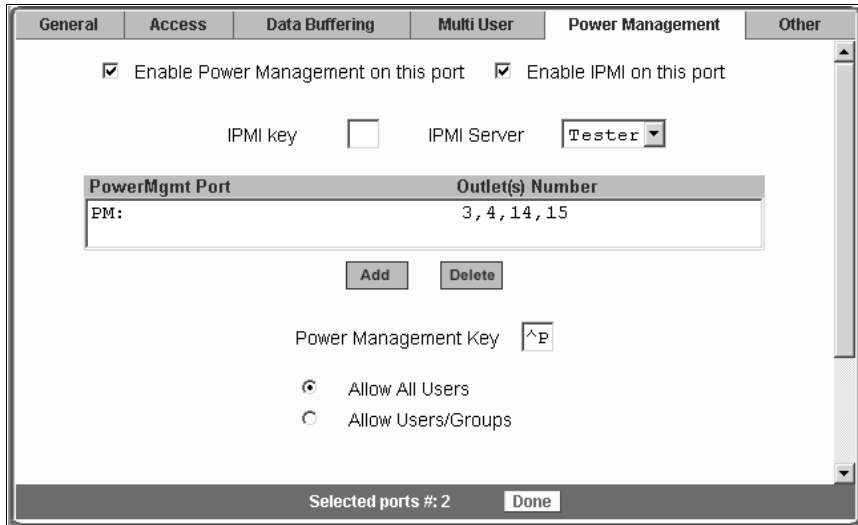 General Access Data Buffering Multi User Power Management Other
Enable Power Management on this port Enable IPMI on this port
IPMI key IPMI Server Tester
PowerMgmt Port Outlet(s) Number
PM: 3,4,14,15
Add Delete
Power Management Key ^P
Allow All Users
Allow Users/Groups
Selected ports #: 2 Done